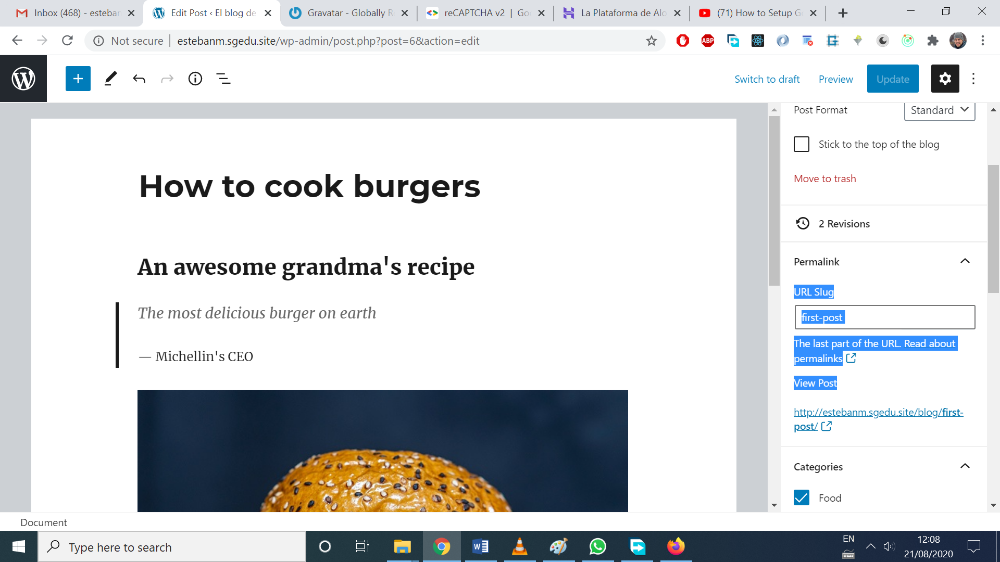 Inbox (468) - esteban
Edit Post ‹ El blog de
Gravatar - Globally R
reCAPTCHA v2 | Goo
La Plataforma de Alo
(71) How to Setup Go
Not secure
estebanm.sgedu.site/wp-admin/post.php?post=6&action=edit
ABP
Switch to draft
Preview
Update
Post Format
Standard
Stick to the top of the blog
Move to trash
2 Revisions
Permalink
URL Slug
first-post
The last part of the URL. Read about
permalinks
View Post
http://estebanm.sgedu.site/blog/first-
post/
Categories
Food
How to cook burgers
An awesome grandma's recipe
The most delicious burger on earth
— Michellin's CEO
Document
Type here to search
EN
12:08
21/08/2020